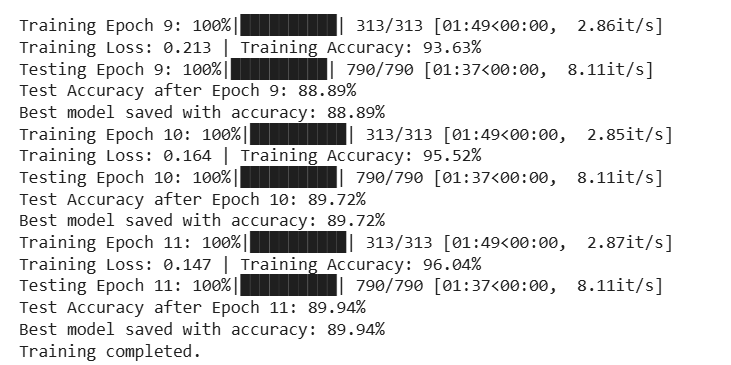 Training Epoch 9: 100%|██████████| 313/313 [01:49<00:00,  2.86it/s]
Training Loss: 0.213 | Training Accuracy: 93.63%
Testing Epoch 9: 100%|██████████| 790/790 [01:37<00:00,  8.11it/s]
Test Accuracy after Epoch 9: 88.89%
Best model saved with accuracy: 88.89%
Training Epoch 10: 100%|██████████| 313/313 [01:49<00:00,  2.85it/s]
Training Loss: 0.164 | Training Accuracy: 95.52%
Testing Epoch 10: 100%|██████████| 790/790 [01:37<00:00,  8.11it/s]
Test Accuracy after Epoch 10: 89.72%
Best model saved with accuracy: 89.72%
Training Epoch 11: 100%|██████████| 313/313 [01:49<00:00,  2.87it/s]
Training Loss: 0.147 | Training Accuracy: 96.04%
Testing Epoch 11: 100%|██████████| 790/790 [01:37<00:00,  8.11it/s]
Test Accuracy after Epoch 11: 89.94%
Best model saved with accuracy: 89.94%
Training completed.